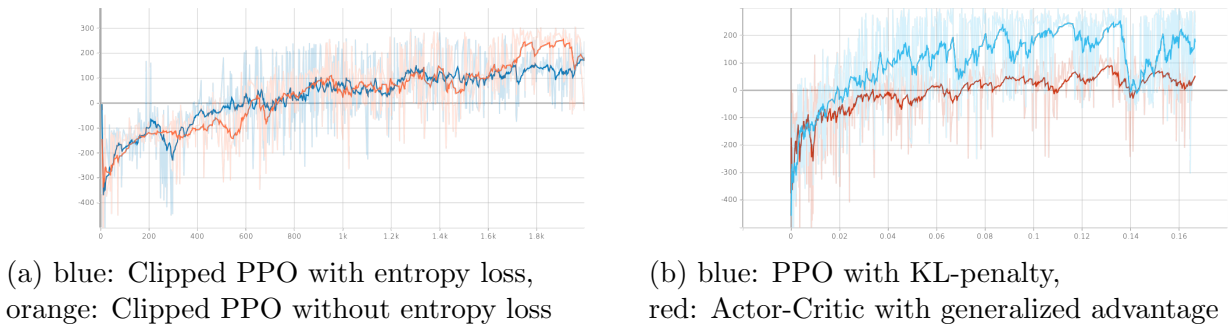 300
200
100
0
-100
-200
-300
-400
0 200 400 600 800 1k 1.2k 1.4k 1.6k 1.8k
200
100
0
-100
-200
-300
-400
0 0.02 0.04 0.06 0.08 0.1 0.12 0.14 0.16
(a) blue: Clipped PPO with entropy loss,
orange: Clipped PPO without entropy loss
(b) blue: PPO with KL-penalty,
red: Actor-Critic with generalized advantage